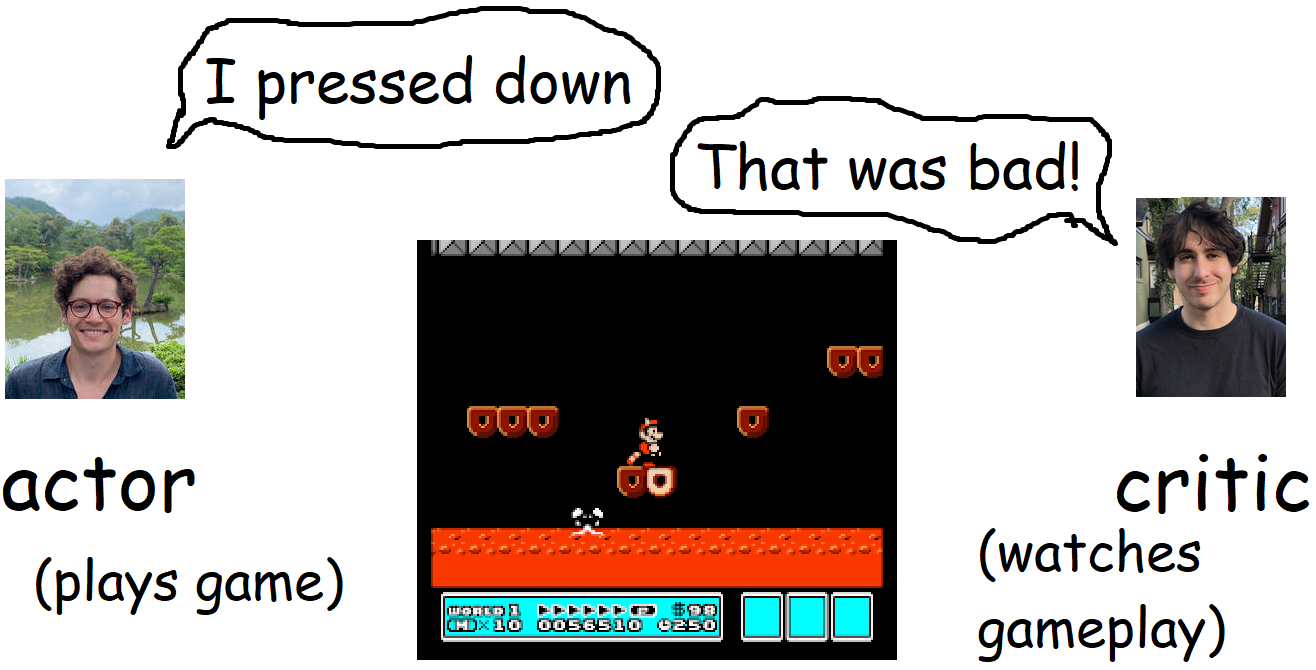 I pressed down
That was bad!
actor
(plays game)
critic
(watches
gameplay)
WORLD 1 P $98
(M)× 10 0056510 250